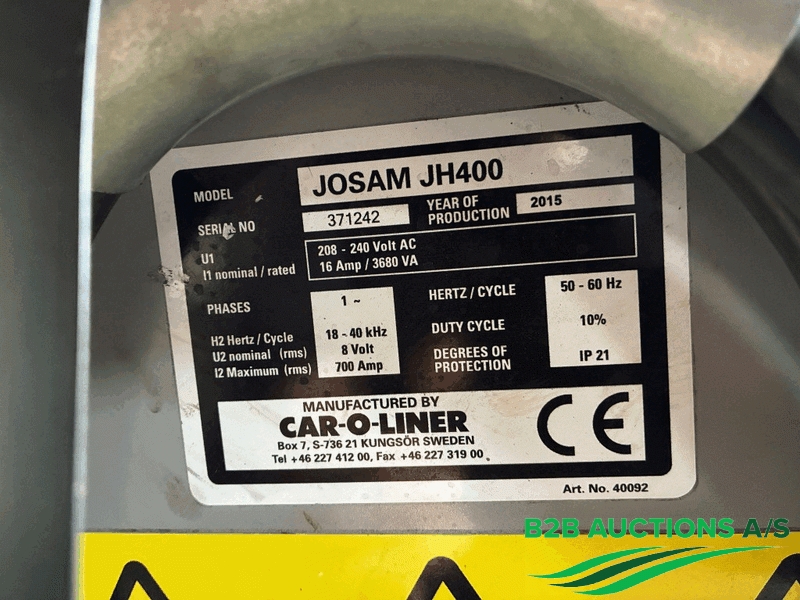 MODEL JOSAM JH400
SERIAL NO 371242 YEAR OF PRODUCTION 2015
U1 208 - 240 Volt AC
I1 nominal / rated 16 Amp / 3680 VA
PHASES 1 ~ HERTZ / CYCLE 50 - 60 Hz
H2 Hertz / Cycle 18 - 40 kHz DUTY CYCLE 10%
U2 nominal (rms) 8 Volt
I2 Maximum (rms) 700 Amp DEGREES OF PROTECTION IP 21
MANUFACTURED BY
CAR-O-LINER
Box 7, S-736 21 KUNGSÖR SWEDEN
Tel +46 227 412 00, Fax +46 227 319 00
CE
Art. No. 40092
B2B AUCTIONS A/S